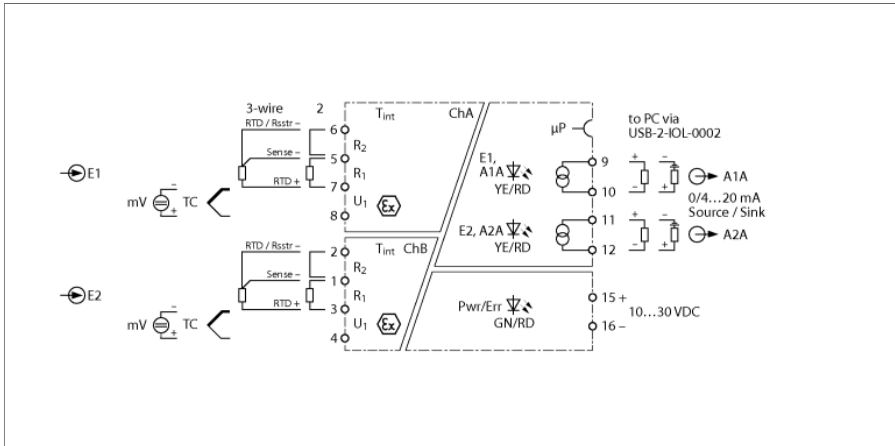 3-wire 2
RTD / Rsstr –
6
Tint
ChA
to PC via
USB-2-IOL-0002
µP
R2
Sense –
5
E1
R1
RTD +
7
mV
–
+
TC
U1
Ex
8
E1,
A1A
YE/RD
9
10
+
–
–
+
A1A
0/4…20 mA
Source / Sink
E2, A2A
YE/RD
11
12
+
–
–
+
A2A
RTD / Rsstr –
2
Tint
ChB
R2
Sense –
1
E2
R1
RTD +
3
mV
–
+
TC
U1
Ex
4
Pwr/Err
GN/RD
15 +
10…30 VDC
16 –